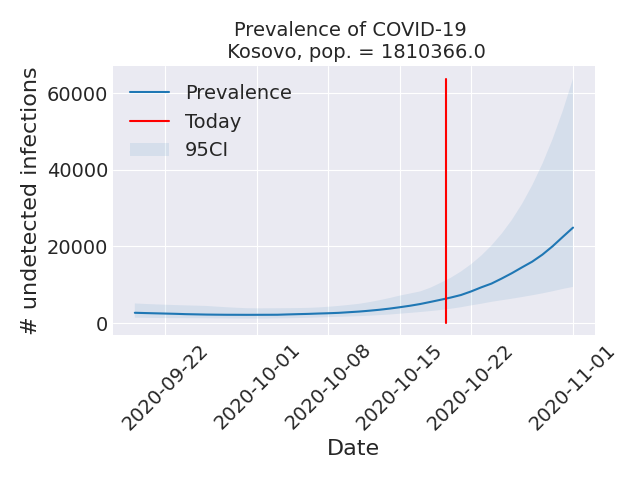 Prevalence of COVID-19
Kosovo, pop. = 1810366.0
# undetected infections
60000
40000
20000
0
Prevalence
Today
95CI
2020-09-22
2020-10-01
2020-10-08
2020-10-15
2020-10-22
2020-11-01
Date